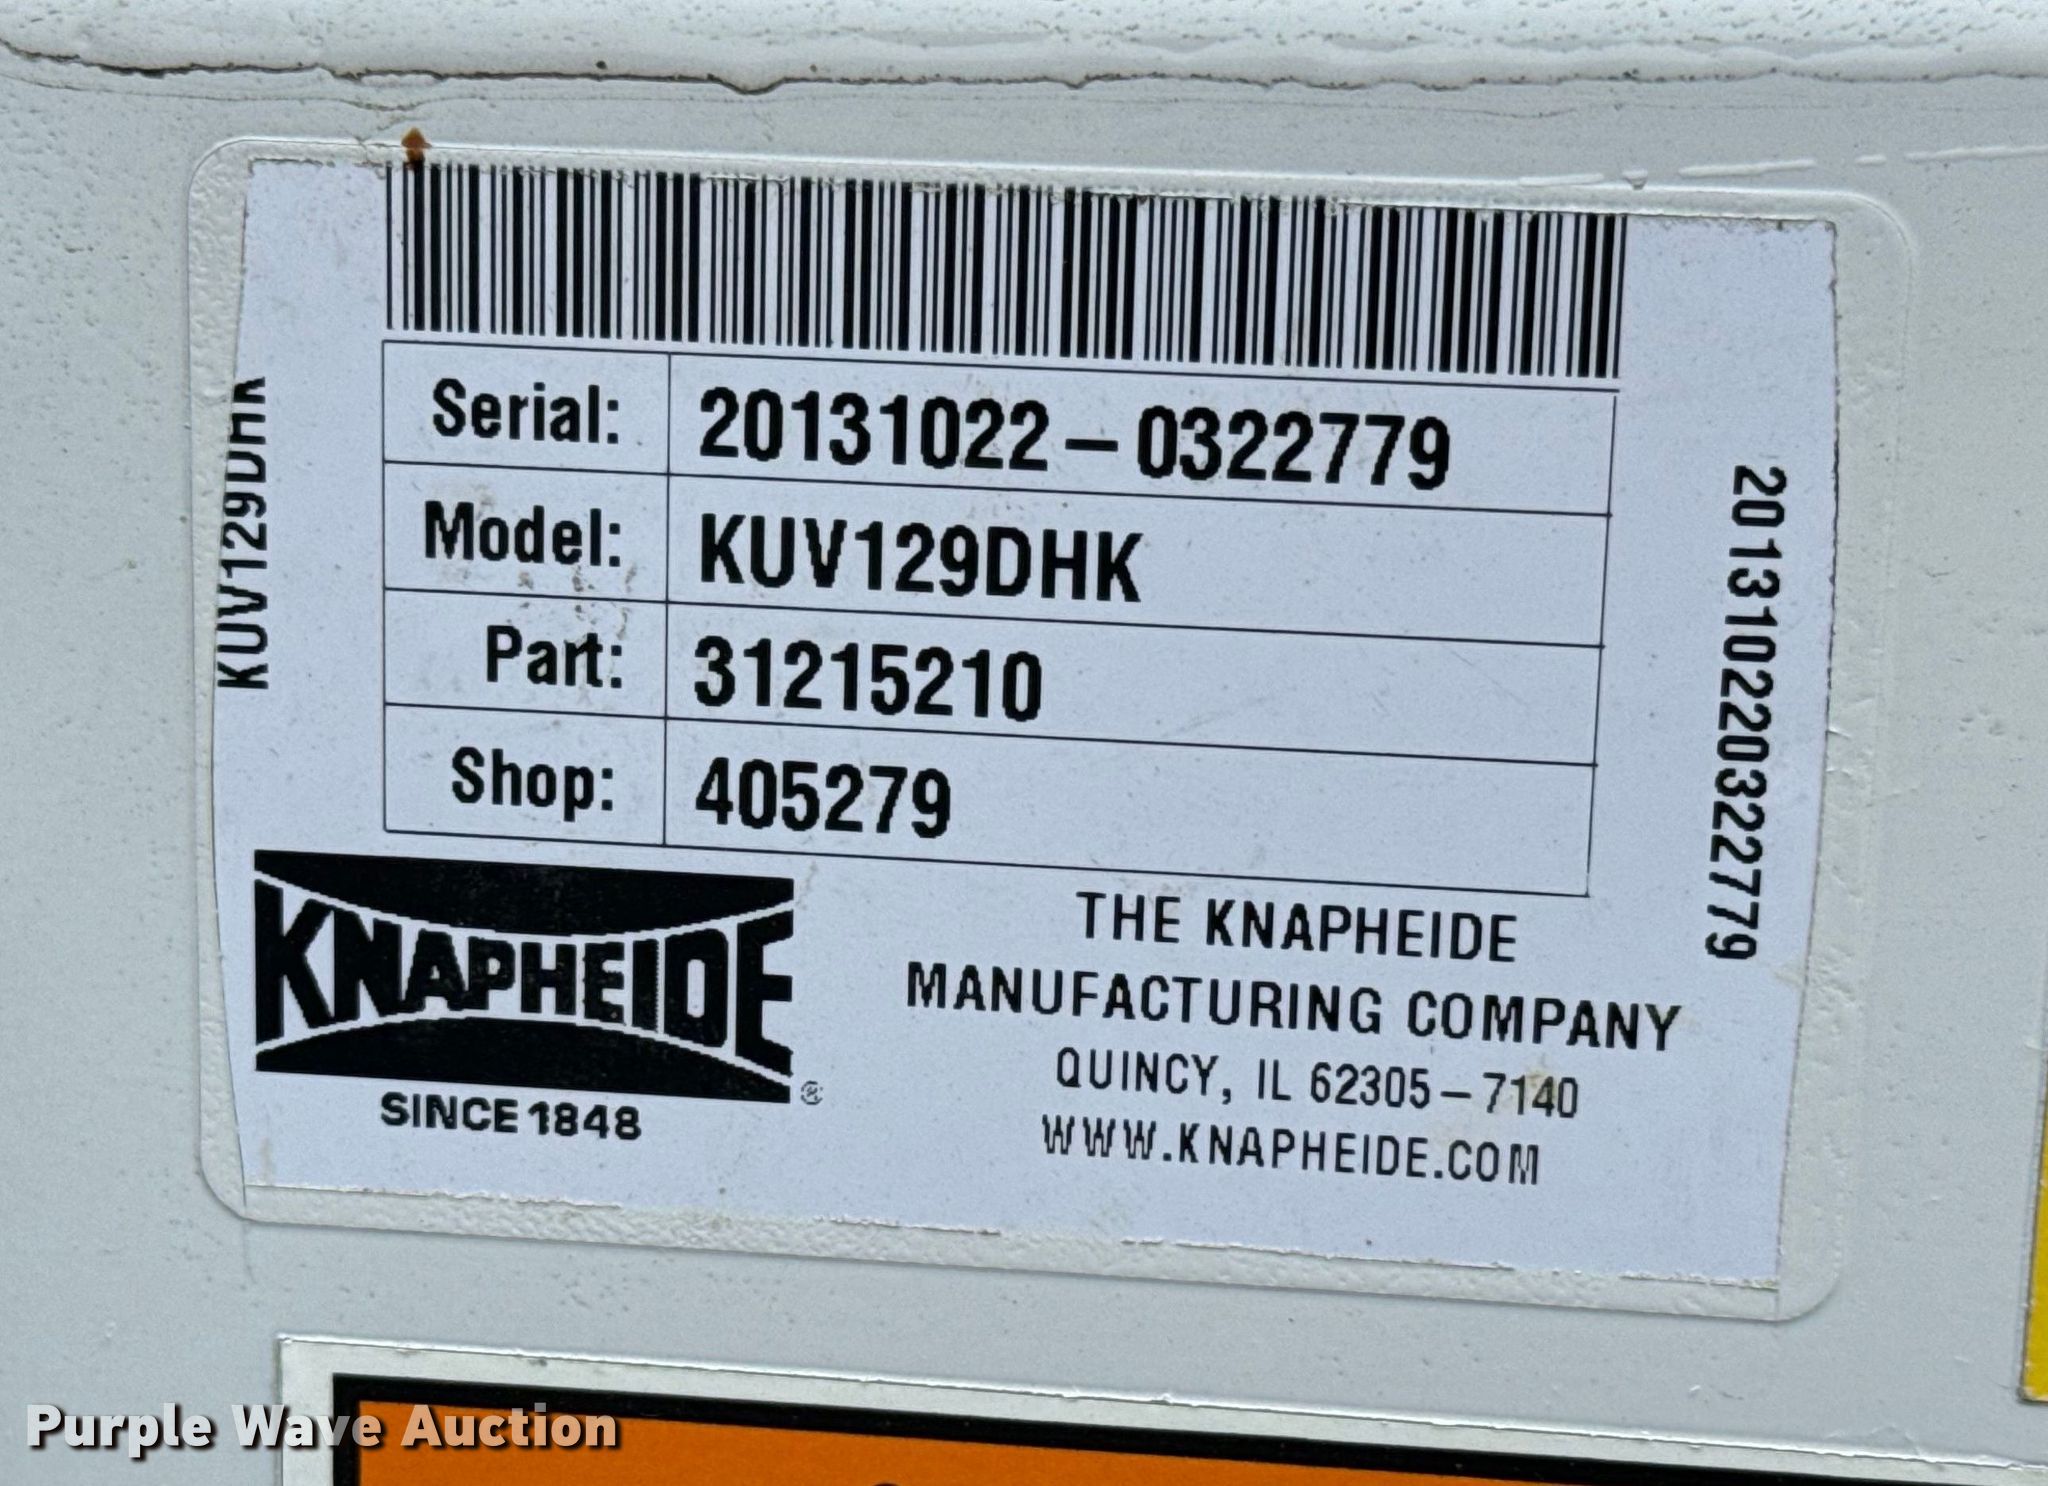 Serial: 20131022-0322779
Model: KUV129DHK
Part: 31215210
Shop: 405279
KUV129DHK
201310220322779
KNAPHEIDE ®
SINCE 1848
THE KNAPHEIDE
MANUFACTURING COMPANY
QUINCY, IL 62305-7140
WWW.KNAPHEIDE.COM
Purple Wave Auction